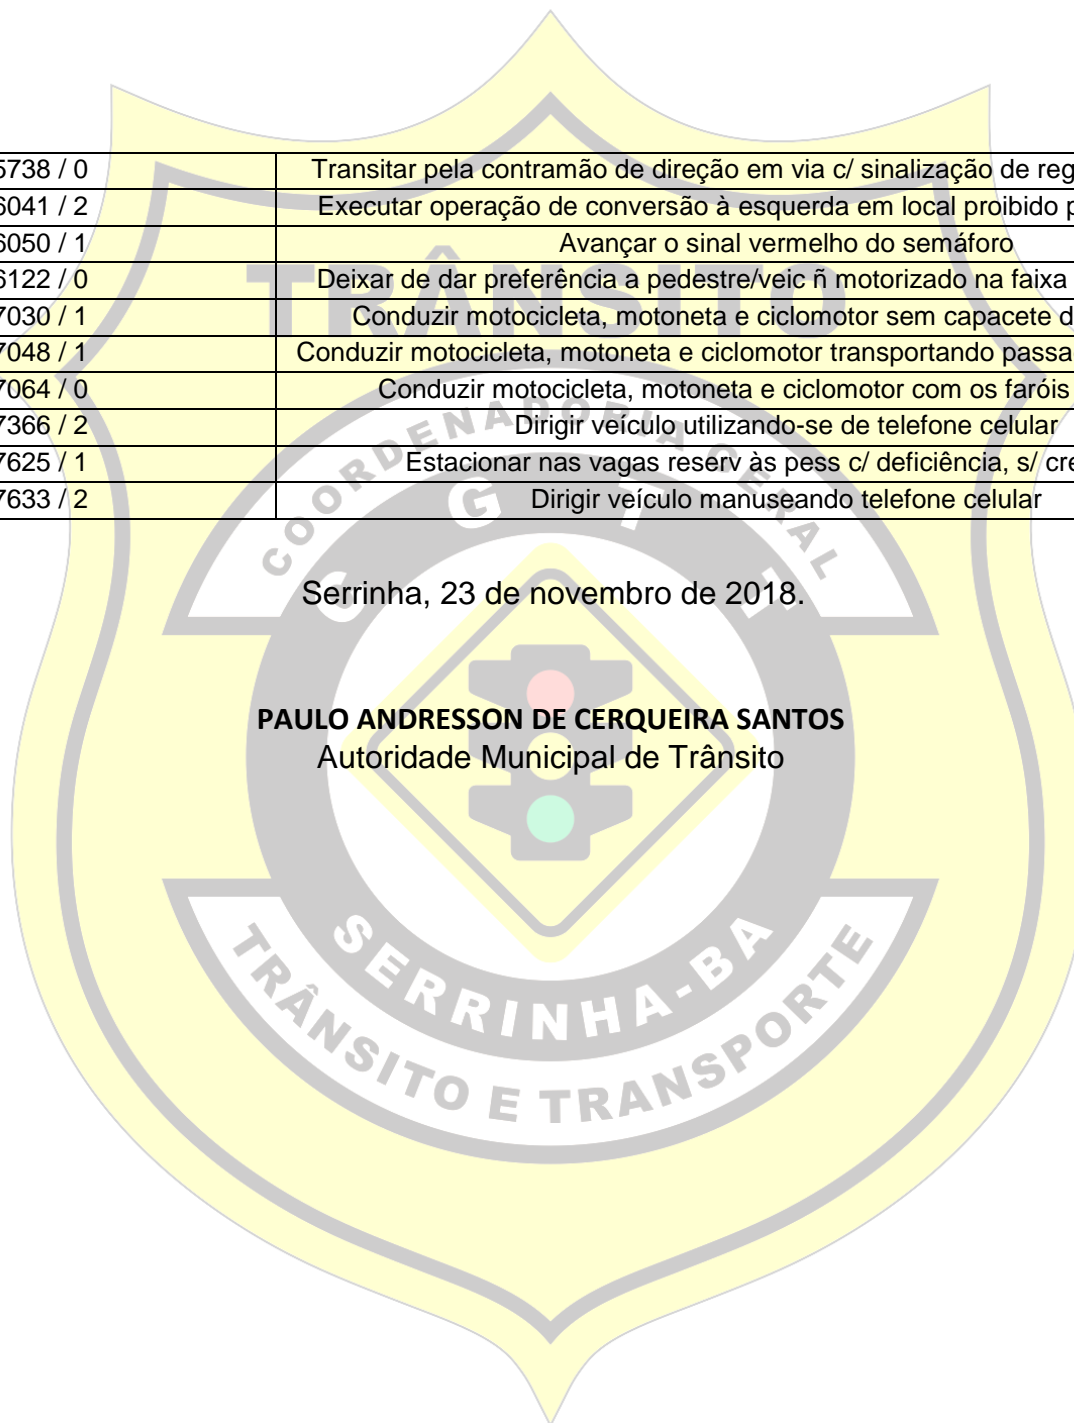 5738 / 0 Transitar pela contramão de direção em via c/ sinalização de reg
6041 / 2 Executar operação de conversão à esquerda em local proibido p
6050 / 1 Avançar o sinal vermelho do semáforo
6122 / 0 Deixar de dar preferência a pedestre/veic ñ motorizado na faixa
7030 / 1 Conduzir motocicleta, motoneta e ciclomotor sem capacete d
7048 / 1 Conduzir motocicleta, motoneta e ciclomotor transportando passa
7064 / 0 Conduzir motocicleta, motoneta e ciclomotor com os faróis
7366 / 2 Dirigir veículo utilizando-se de telefone celular
7625 / 1 Estacionar nas vagas reserv às pess c/ deficiência, s/ cre
7633 / 2 Dirigir veículo manuseando telefone celular
TRÂNSITO
COORDENADORIA GERAL
C G T T
Serrinha, 23 de novembro de 2018.
PAULO ANDRESSON DE CERQUEIRA SANTOS
Autoridade Municipal de Trânsito
SERRINHA-BA
TRÂNSITO E TRANSPORTE